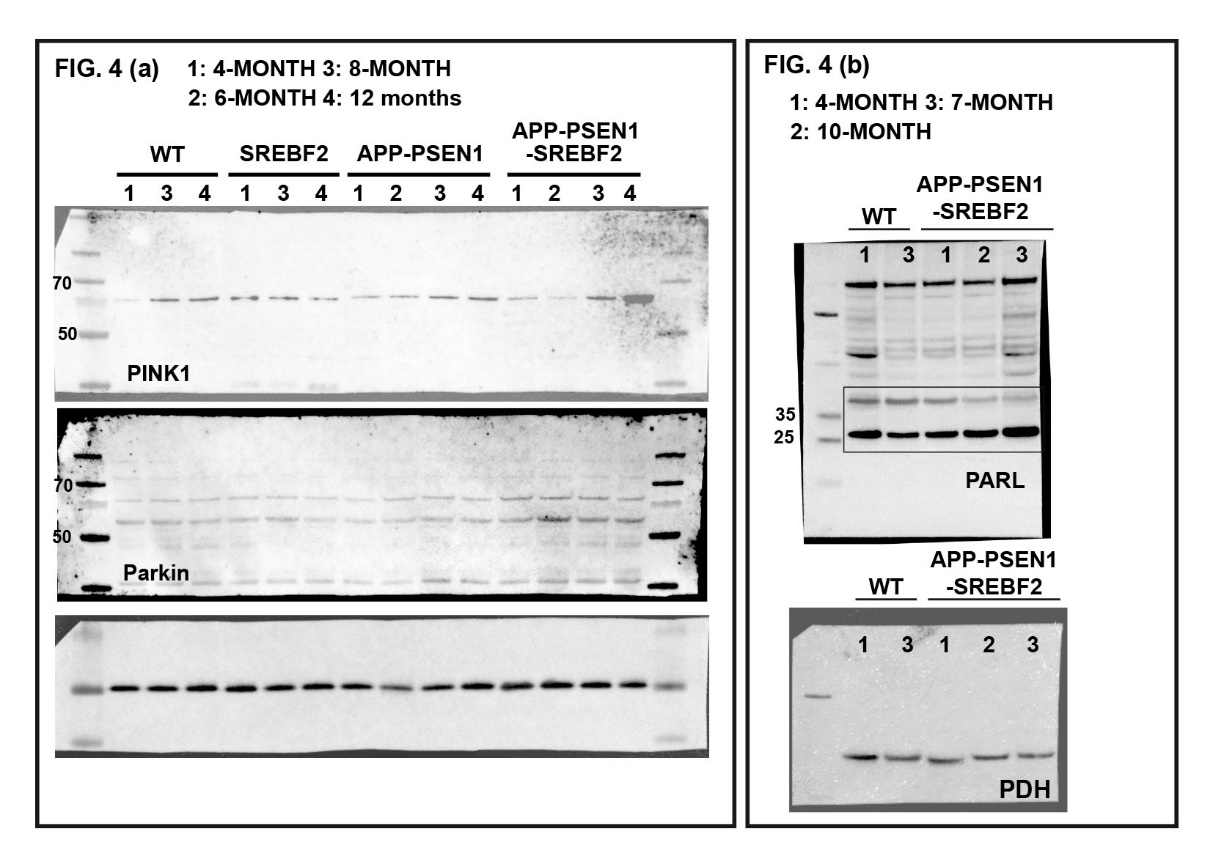 FIG. 4 (a) 1: 4-MONTH 3: 8-MONTH
2: 6-MONTH 4: 12 months
WT SREBF2 APP-PSEN1 APP-PSEN1
-SREBF2
1 3 4 1 3 4 1 2 3 4 1 2 3 4
70
50
PINK1
70
50
Parkin
FIG. 4 (b)
1: 4-MONTH 3: 7-MONTH
2: 10-MONTH
APP-PSEN1
WT -SREBF2
1 3 1 2 3
35
25
PARL
APP-PSEN1
WT -SREBF2
1 3 1 2 3
PDH